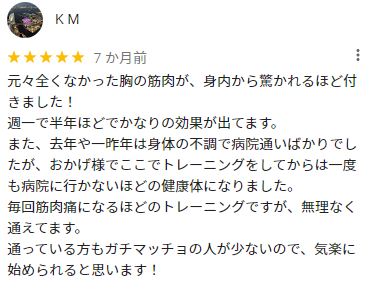 K M
★★★★★ 7 か月前
元々全くなかった胸の筋肉が、身内から驚かれるほど付
きました！
週一で半年ほどでかなりの効果が出てます。
また、去年や一昨年は身体の不調で病院通いばかりでし
たが、おかげ様でここでトレーニングをしてからは一度
も病院に行かないほどの健康体になりました。
毎回筋肉痛になるほどのトレーニングですが、無理なく
通えてます。
通っている方もガチマッチョの人が少ないので、気楽に
始められると思います！